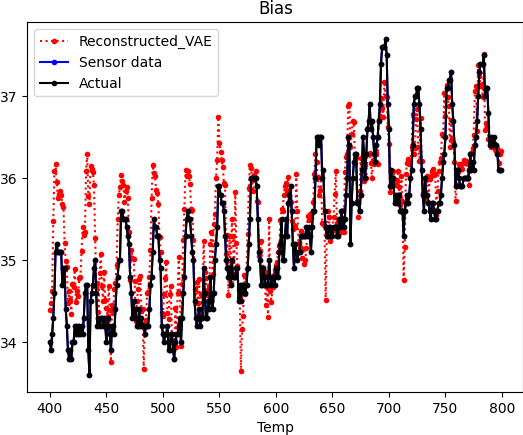 Bias
Reconstructed_VAE
Sensor data
Actual
37
36
35
34
400 450 500 550 600 650 700 750 800
Temp